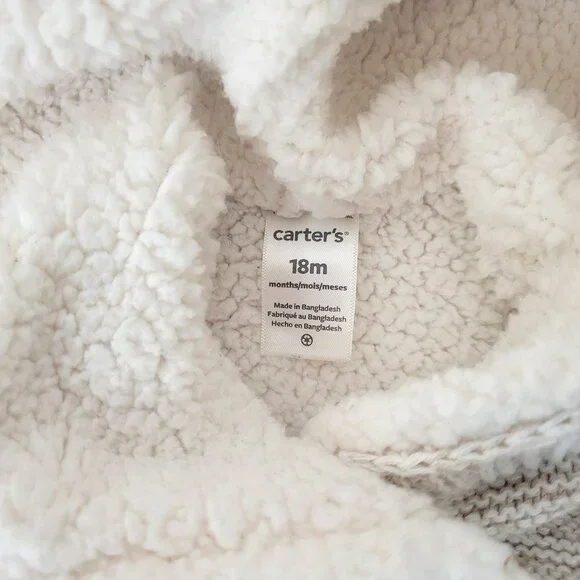 carter's®
18m
months/mois/meses
Made in Bangladesh
Fabriqué au Bangladesh
Hecho en Bangladesh